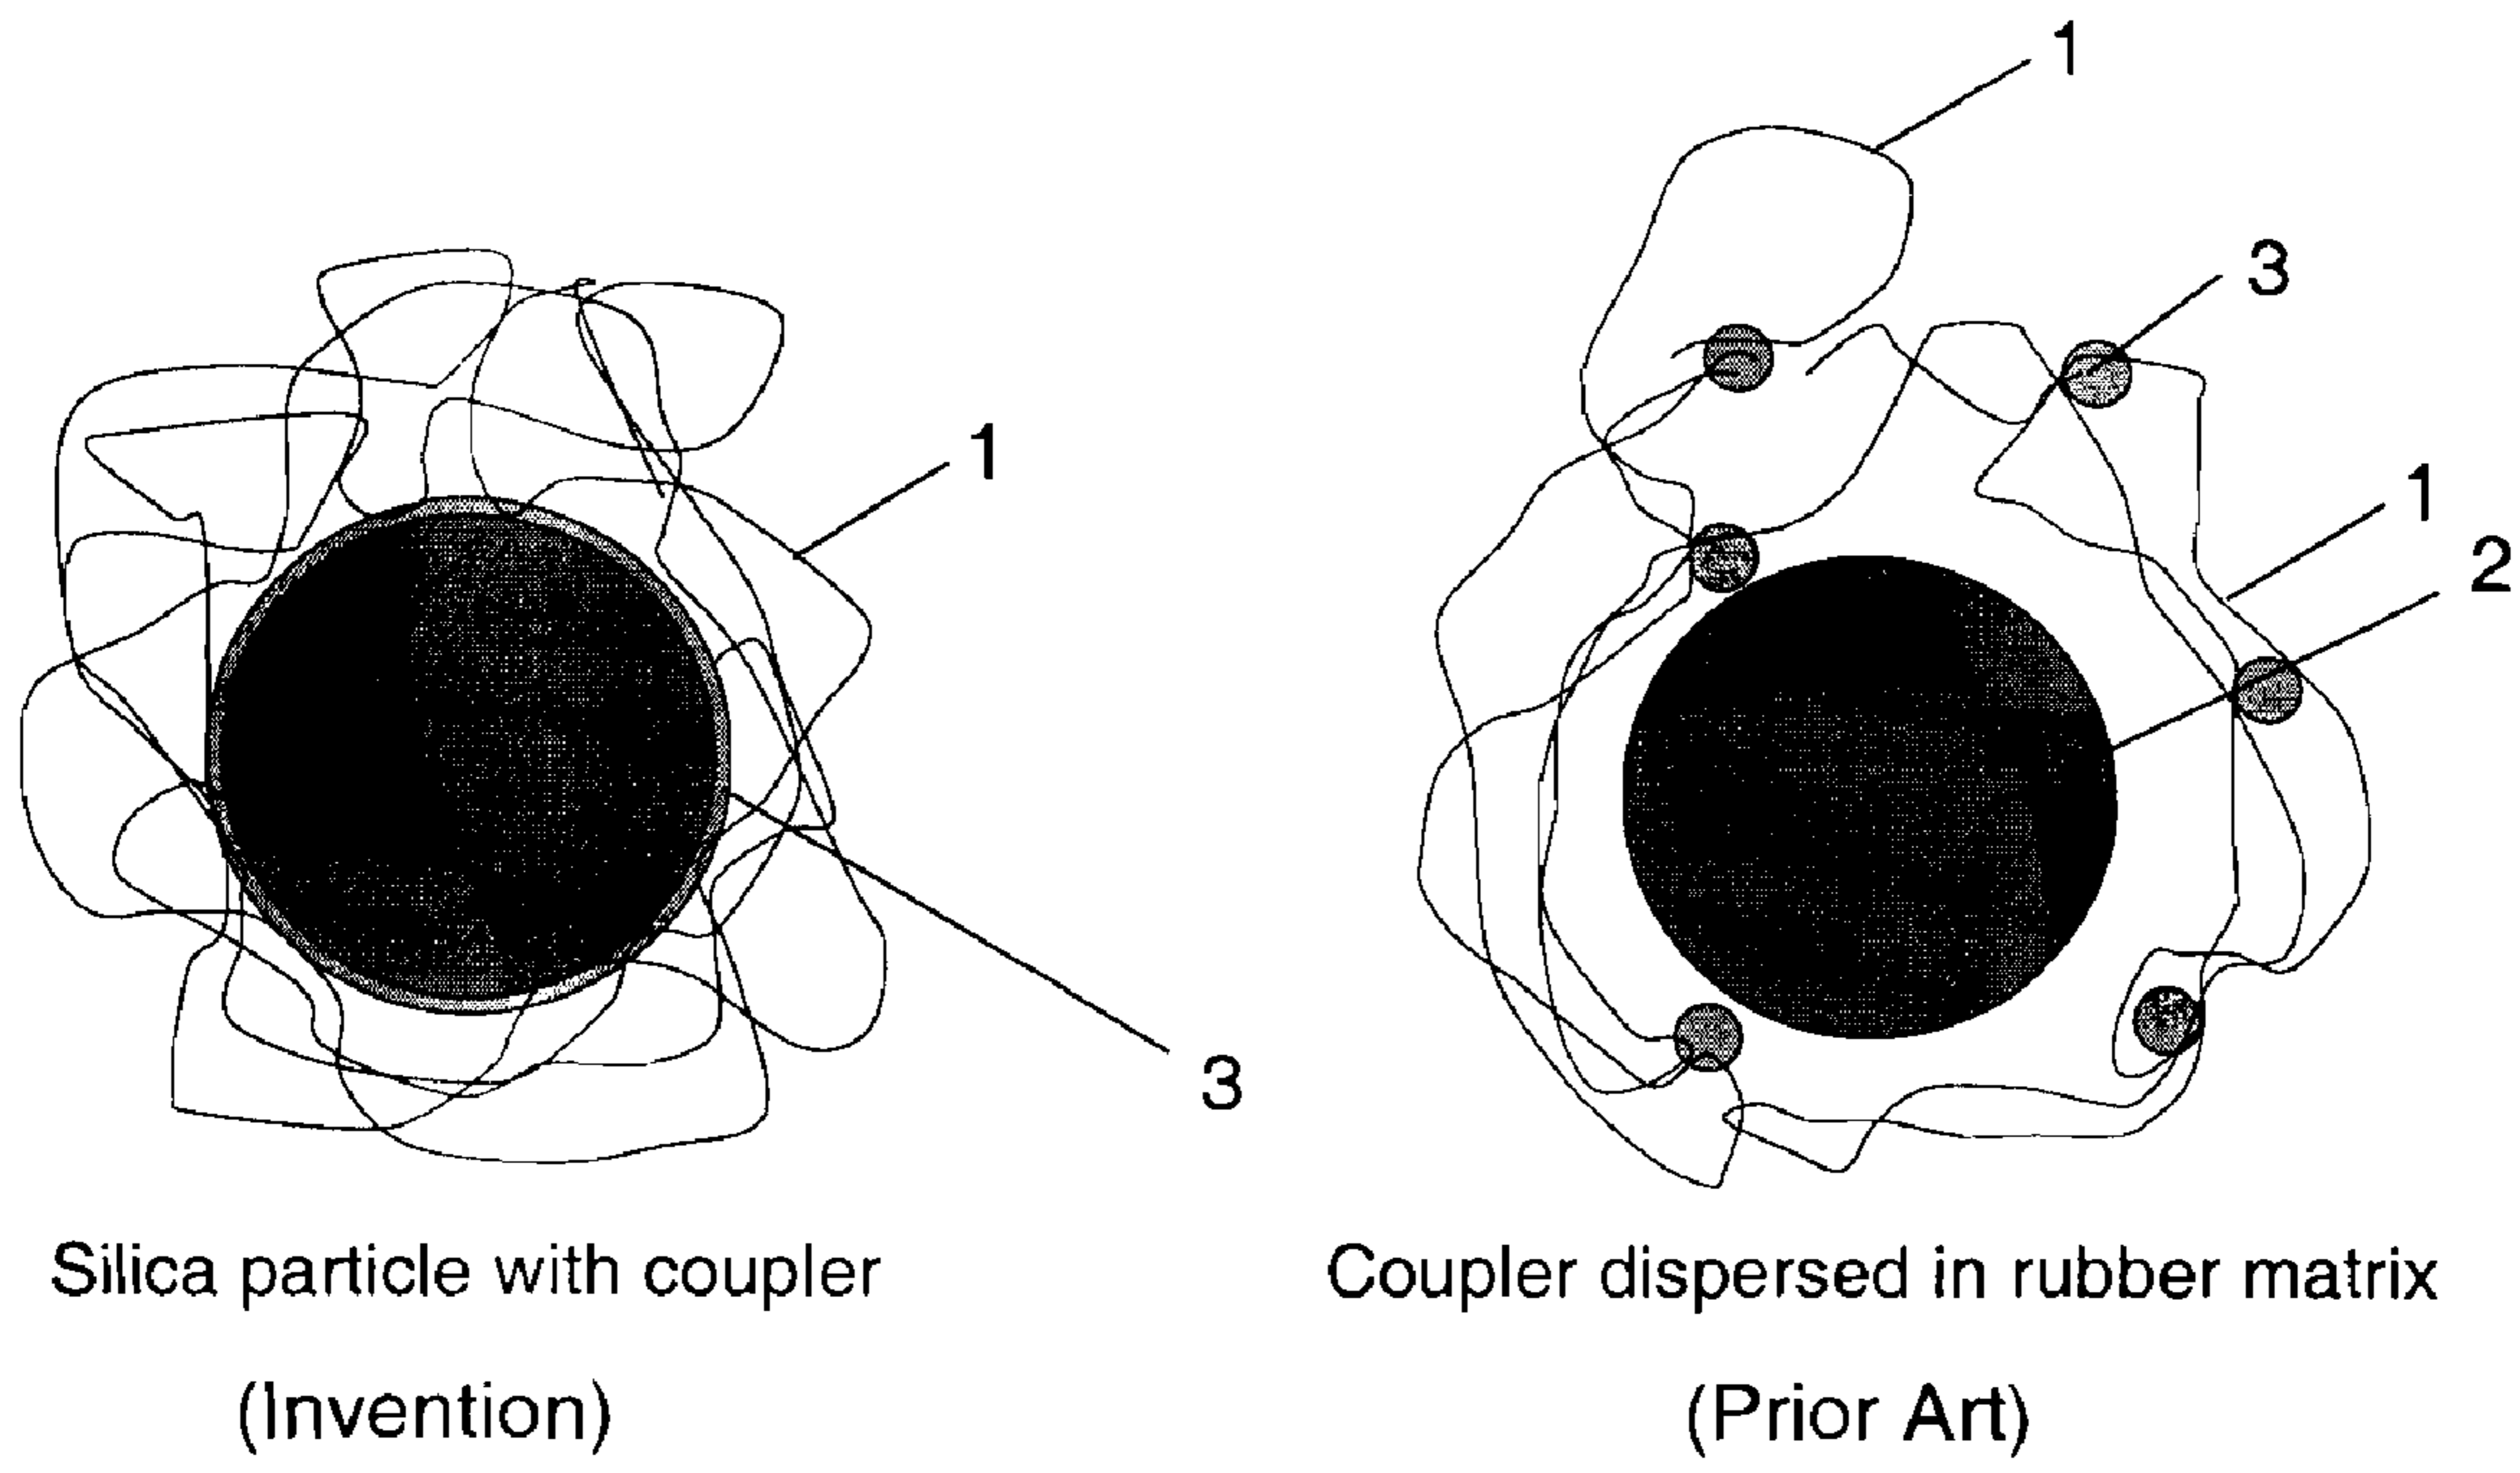 1
3
1
1
2
3
Silica particle with coupler
(Invention)
Coupler dispersed in rubber matrix
(Prior Art)